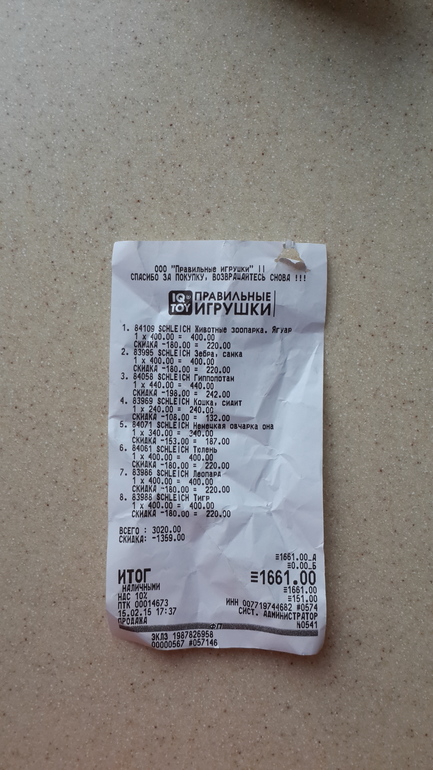 ООО "Правильные игрушки" ||
СПАСИБО ЗА ПОКУПКУ, ВОЗВРАЩАЙТЕСЬ СНОВА !!!
IQ TOY ПРАВИЛЬНЫЕ ИГРУШКИ
1. 84109 SCHLEICH Животные зоопарка. Ягуар
1 x 400.00 = 400.00
СКИДКА -180.00 = 220.00
2. 83995 SCHLEICH Зебра, самка
1 x 400.00 = 400.00
СКИДКА -180.00 = 220.00
3. 84058 SCHLEICH Гиппопотам
1 x 440.00 = 440.00
СКИДКА -198.00 = 242.00
4. 83969 SCHLEICH Кошка, сидит
1 x 240.00 = 240.00
СКИДКА -108.00 = 132.00
5. 84071 SCHLEICH Немецкая овчарка она
1 x 340.00 = 340.00
СКИДКА -153.00 = 187.00
6. 84061 SCHLEICH Тюлень
1 x 400.00 = 400.00
СКИДКА -180.00 = 220.00
7. 83986 SCHLEICH Леопард
1 x 400.00 = 400.00
СКИДКА -180.00 = 220.00
8. 83988 SCHLEICH Тигр
1 x 400.00 = 400.00
СКИДКА -180.00 = 220.00
ВСЕГО : 3020.00
СКИДКА: -1359.00
≡1661.00_А
≡0.00_Б
ИТОГ ≡1661.00
НАЛИЧНЫМИ ≡1661.00
НДС 10% ≡151.00
ПТК 00014673 ИНН 007719744682 #0574
15.02.15 17:37 СИСТ. АДМИНИСТРАТОР
ПРОДАЖА №0541
ФП
ЭКЛЗ 1987826958
00000567 #057146